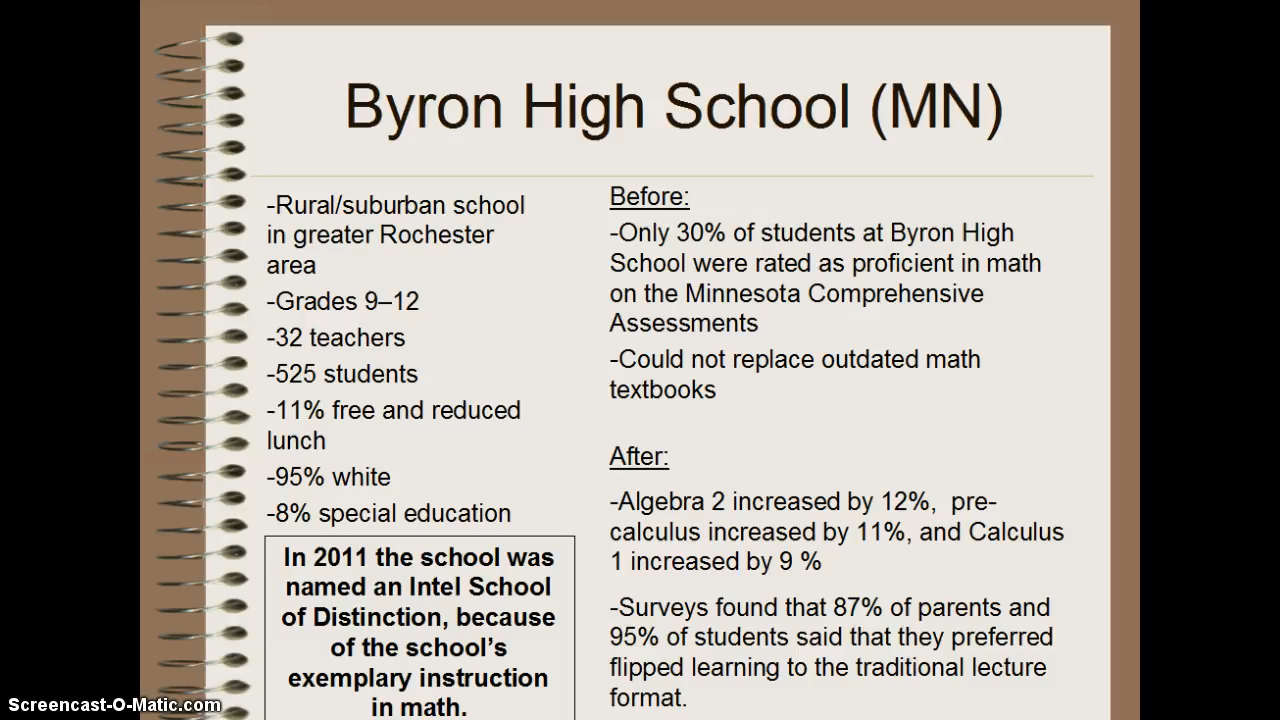 Byron High School (MN)
-Rural/suburban school
in greater Rochester
area
-Grades 9–12
-32 teachers
-525 students
-11% free and reduced
lunch
-95% white
-8% special education
In 2011 the school was
named an Intel School
of Distinction, because
of the school’s
exemplary instruction
in math.
Before:
-Only 30% of students at Byron High
School were rated as proficient in math
on the Minnesota Comprehensive
Assessments
-Could not replace outdated math
textbooks
After:
-Algebra 2 increased by 12%,  pre-
calculus increased by 11%, and Calculus
1 increased by 9 %
-Surveys found that 87% of parents and
95% of students said that they preferred
flipped learning to the traditional lecture
format.
Screencast-O-Matic.com